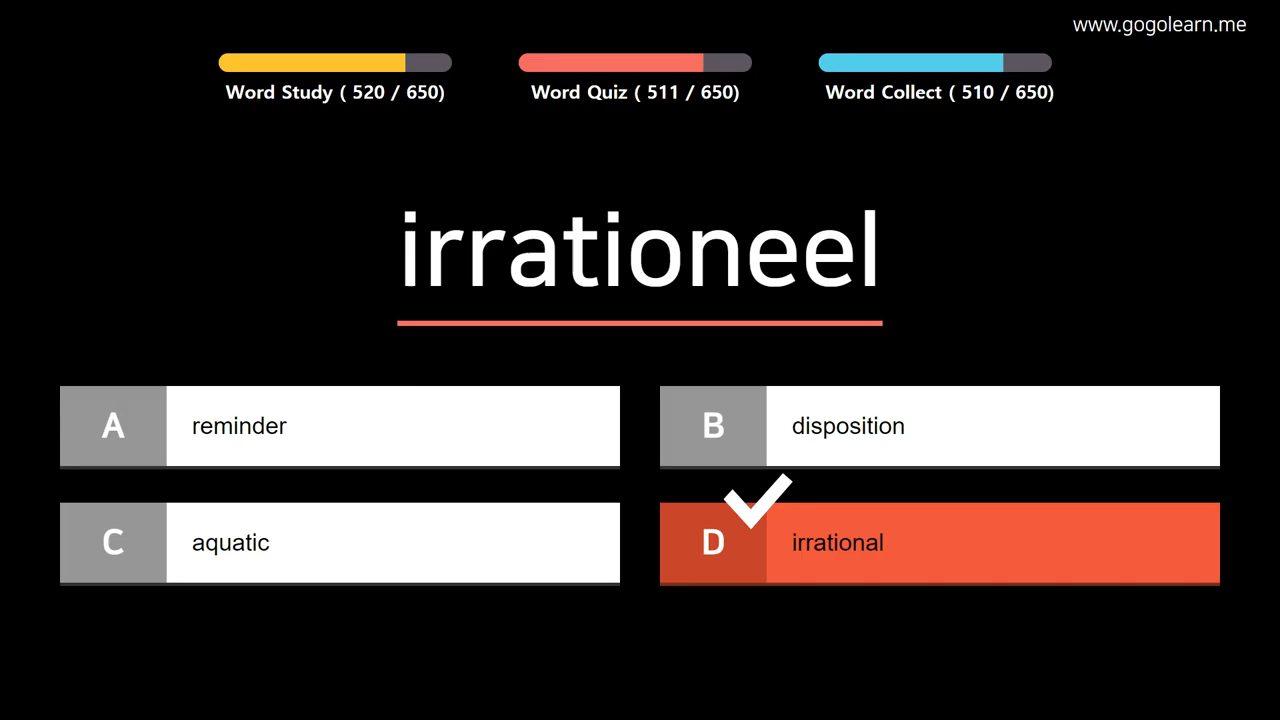 www.gogolearn.me
Word Study ( 520 / 650)
Word Quiz ( 511 / 650)
Word Collect ( 510 / 650)
irrationeel
A reminder
B disposition
C aquatic
D irrational